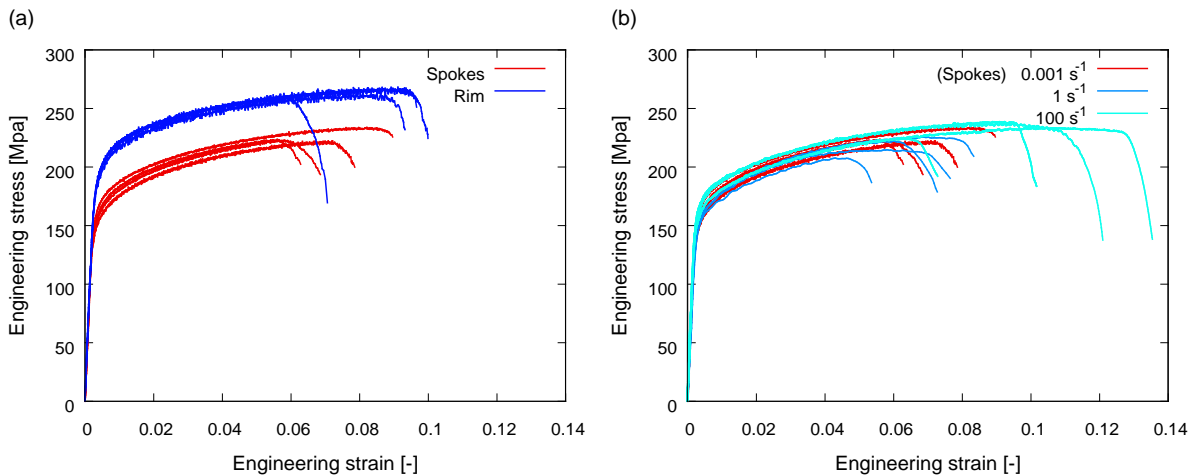 (a)
300
250
200
150
100
50
0
Engineering stress [Mpa]
Spokes
Rim
0 0.02 0.04 0.06 0.08 0.1 0.12 0.14
Engineering strain [-]
(b)
300
250
200
150
100
50
0
Engineering stress [Mpa]
(Spokes) 0.001 s⁻¹
1 s⁻¹
100 s⁻¹
0 0.02 0.04 0.06 0.08 0.1 0.12 0.14
Engineering strain [-]